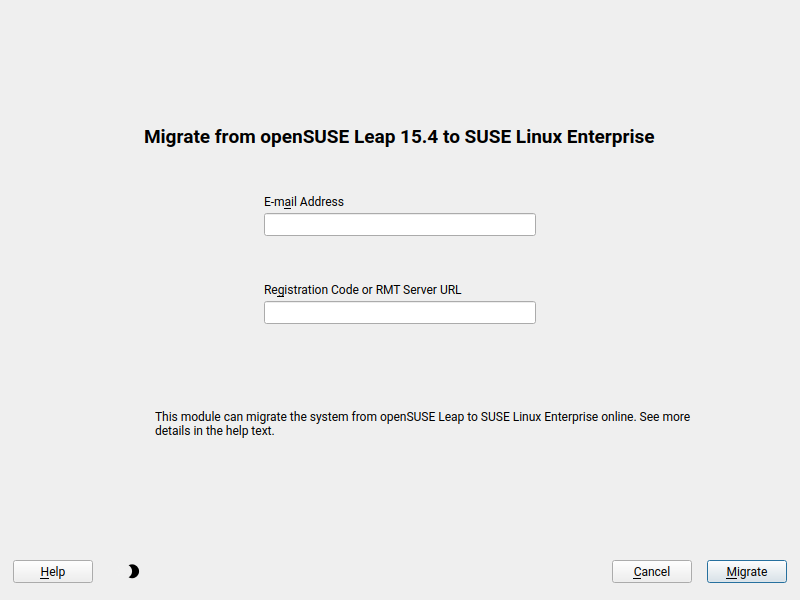 Migrate from openSUSE Leap 15.4 to SUSE Linux Enterprise
E-mail Address
Registration Code or RMT Server URL
This module can migrate the system from openSUSE Leap to SUSE Linux Enterprise online. See more
details in the help text.
Help
Cancel
Migrate